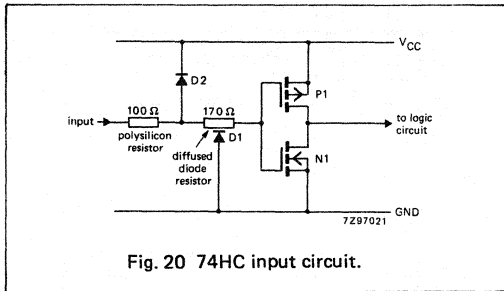 VCC
D2
P1
100 Ω
170 Ω
input
to logic
circuit
polysilicon
resistor
D1
diffused
diode
resistor
N1
7Z97021
GND
Fig. 20 74HC input circuit.